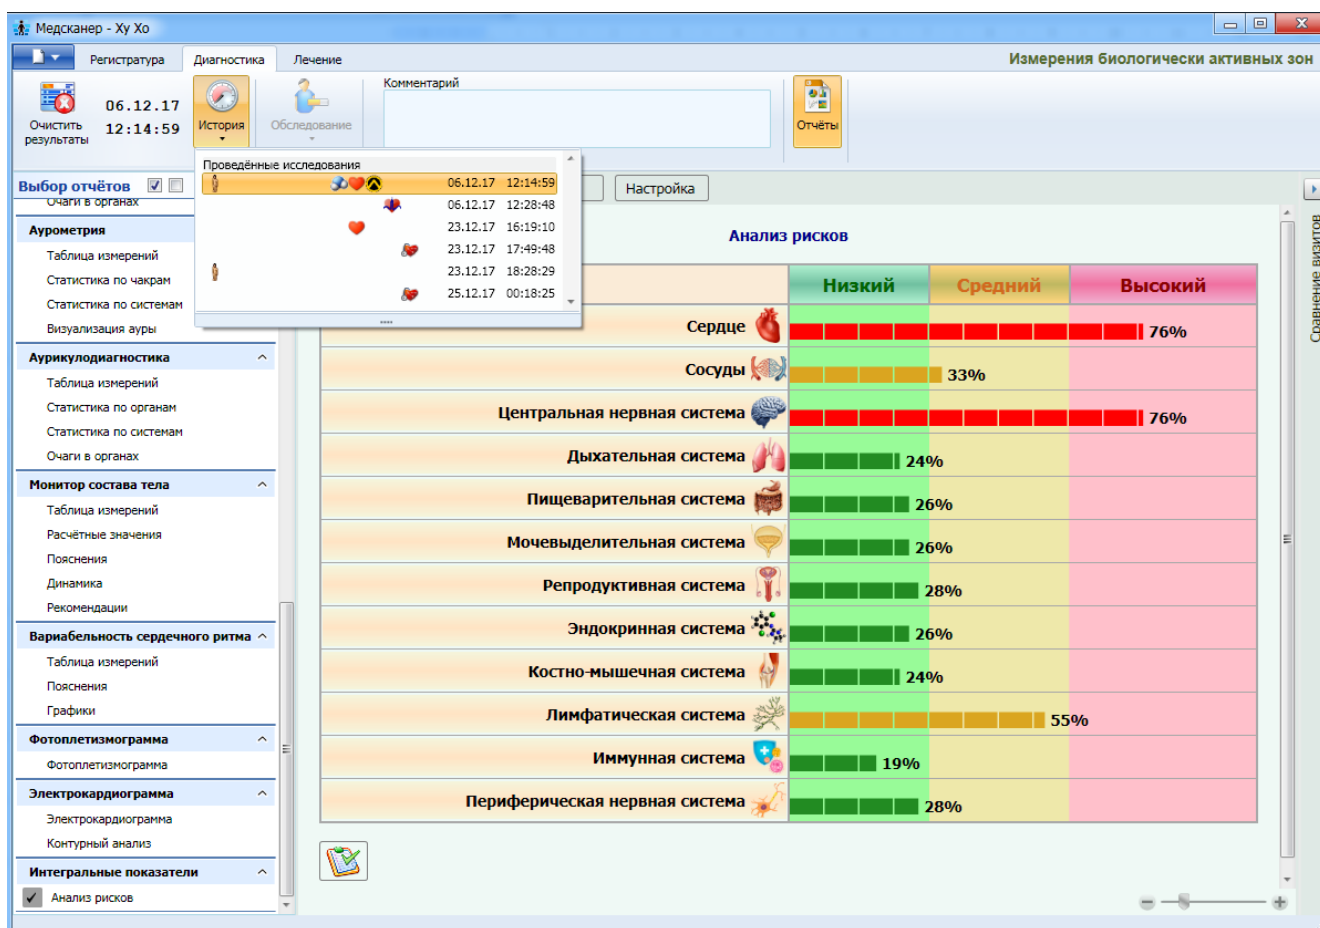 Медсканер - Ху Хо
Регистратура Диагностика Лечение Измерения биологически активных зон
Очистить результаты
06.12.17
12:14:59
История
Обследование
Комментарий
Отчёты
Проведённые исследования
06.12.17 12:14:59
06.12.17 12:28:48
23.12.17 16:19:10
23.12.17 17:49:48
23.12.17 18:28:29
25.12.17 00:18:25
Выбор отчётов
Очаги в органах
Аурометрия
Таблица измерений
Статистика по чакрам
Статистика по системам
Визуализация ауры
Аурикулодиагностика
Таблица измерений
Статистика по органам
Статистика по системам
Очаги в органах
Монитор состава тела
Таблица измерений
Расчётные значения
Пояснения
Динамика
Рекомендации
Вариабельность сердечного ритма
Таблица измерений
Пояснения
Графики
Фотоплетизмограмма
Фотоплетизмограмма
Электрокардиограмма
Электрокардиограмма
Контурный анализ
Интегральные показатели
Анализ рисков
Настройка
Анализ рисков
Низкий Средний Высокий
Сердце 76%
Сосуды 33%
Центральная нервная система 76%
Дыхательная система 24%
Пищеварительная система 26%
Мочевыделительная система 26%
Репродуктивная система 28%
Эндокринная система 26%
Костно-мышечная система 24%
Лимфатическая система 55%
Иммунная система 19%
Периферическая нервная система 28%
Сравнение визитов